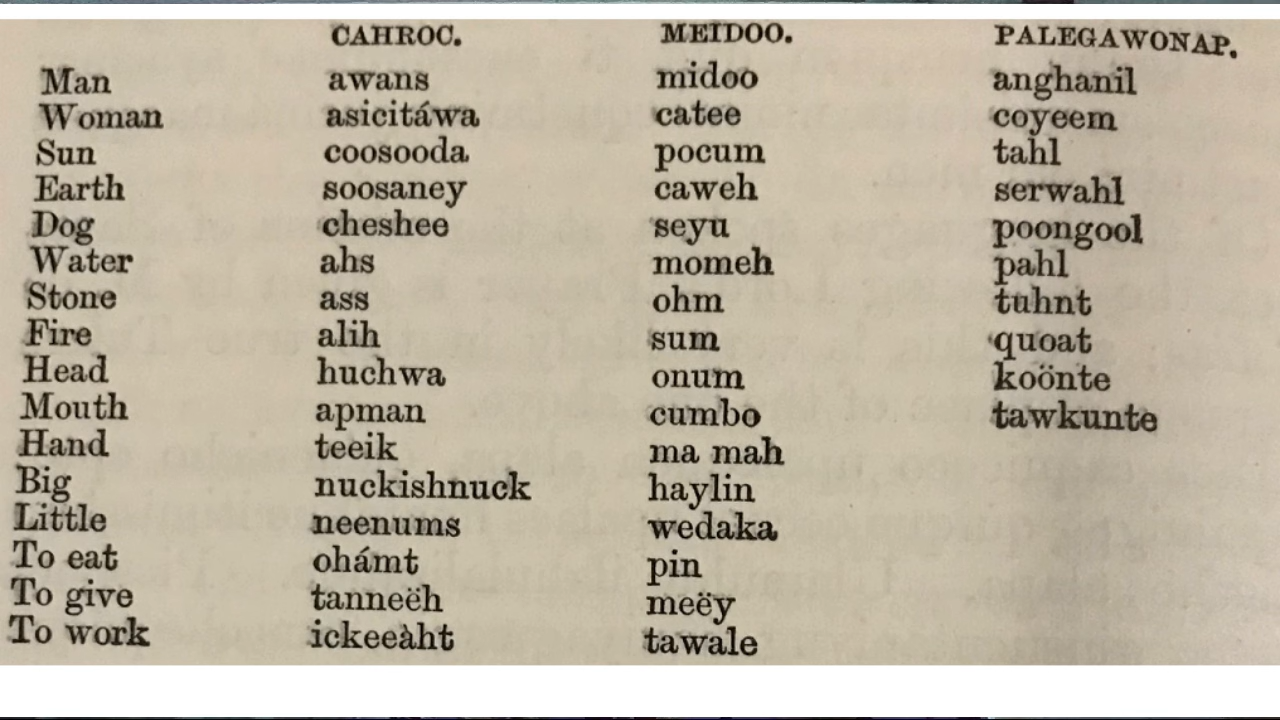 CAHROC. MEIDOO. PALEGAWONAP.
Man awans midoo anghanil
Woman asicitáwa catee coyeem
Sun coosooda pocum tahl
Earth soosaney caweh serwahl
Dog cheshee seyu poongool
Water ahs momeh pahl
Stone ass ohm tuhnt
Fire alih sum quoat
Head huchwa onum koönte
Mouth apman cumbo tawkunte
Hand teeik ma mah
Big nuckishnuck haylin
Little neenums wedaka
To eat ohámt pin
To give tanneëh meëy
To work ickeeàht tawale